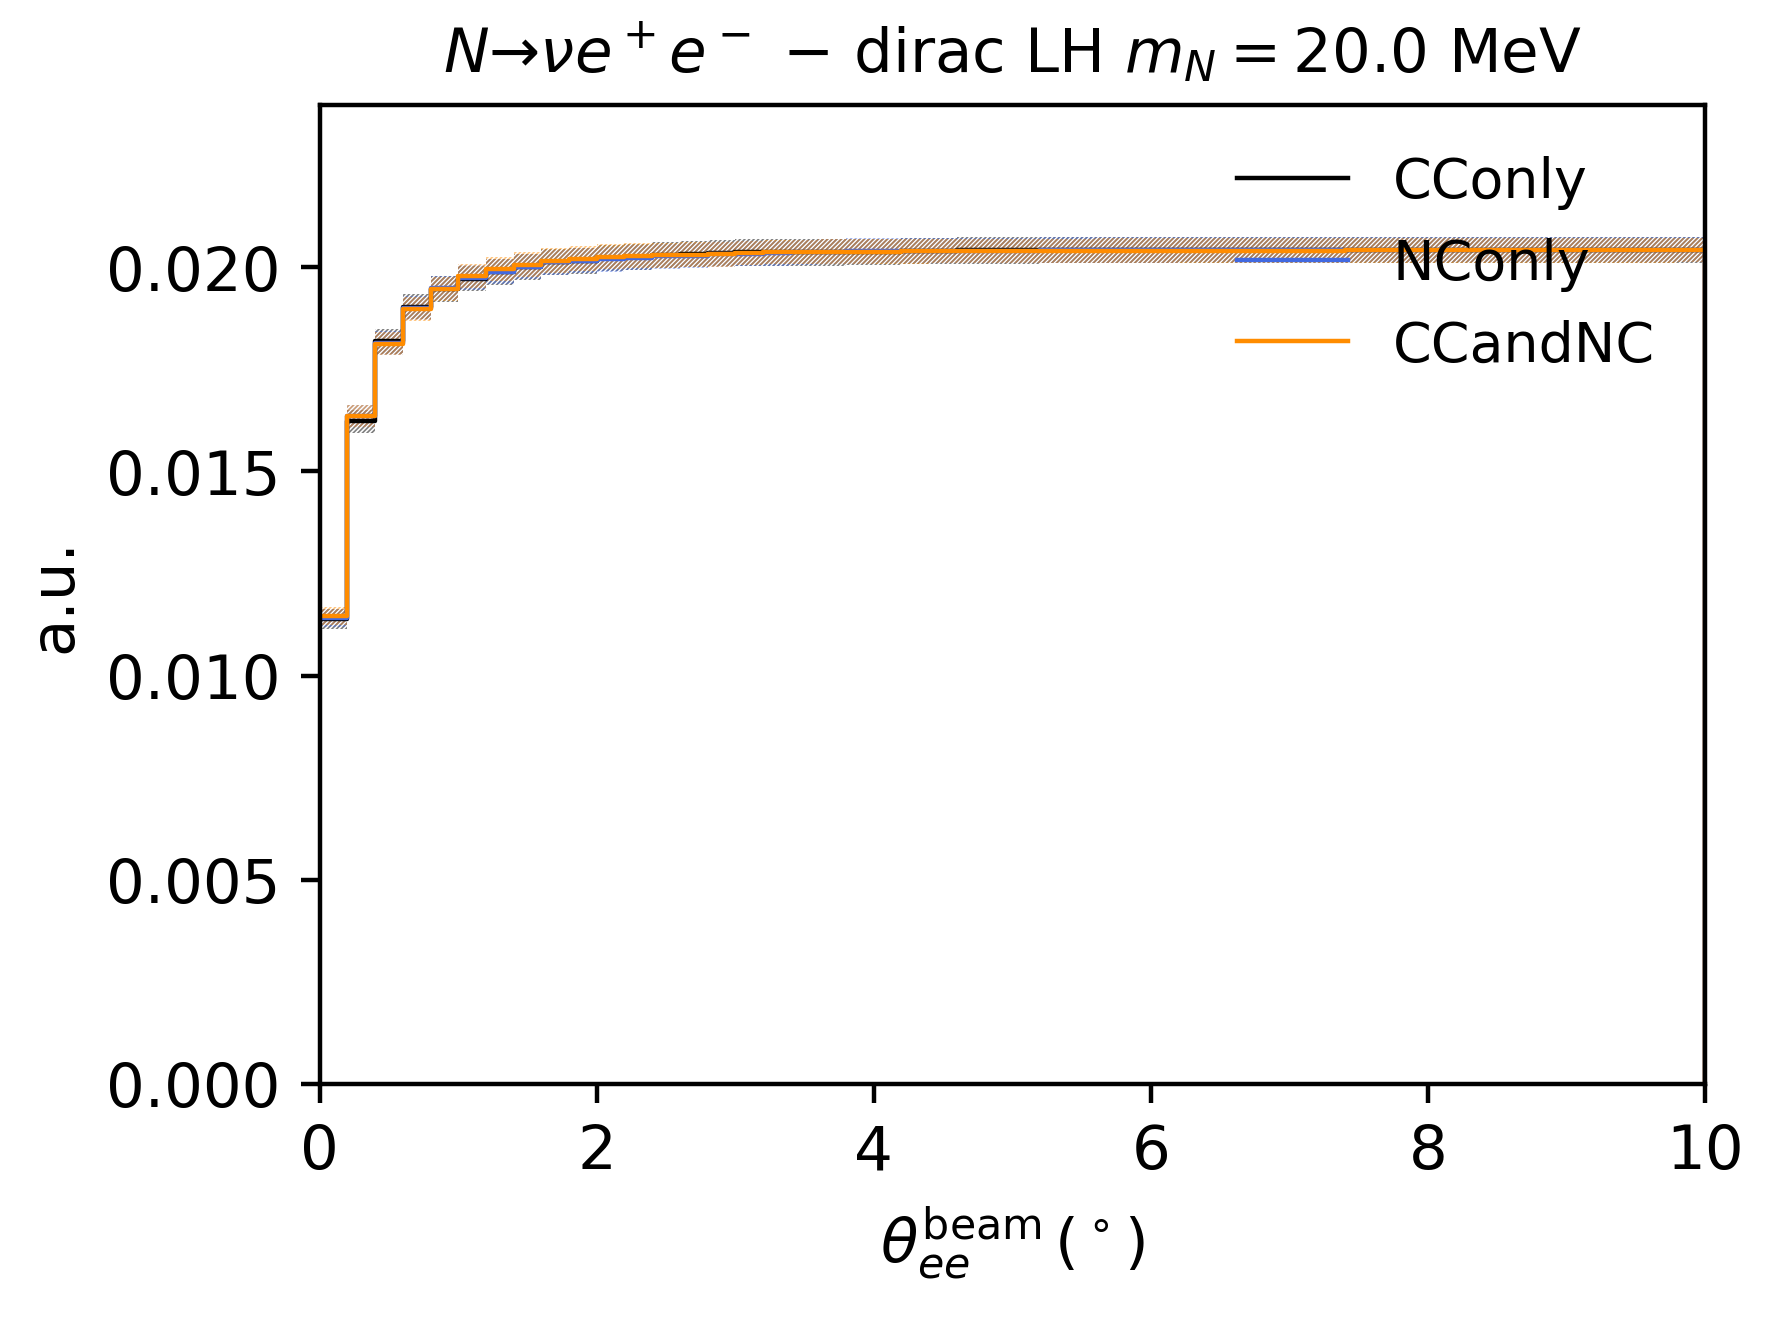 N→νe⁺e⁻ − dirac LH m_N = 20.0 MeV
CConly
NConly
CCandNC
0.020
0.015
0.010
0.005
0.000
a.u.
0 2 4 6 8 10
θ_ee^beam (°)